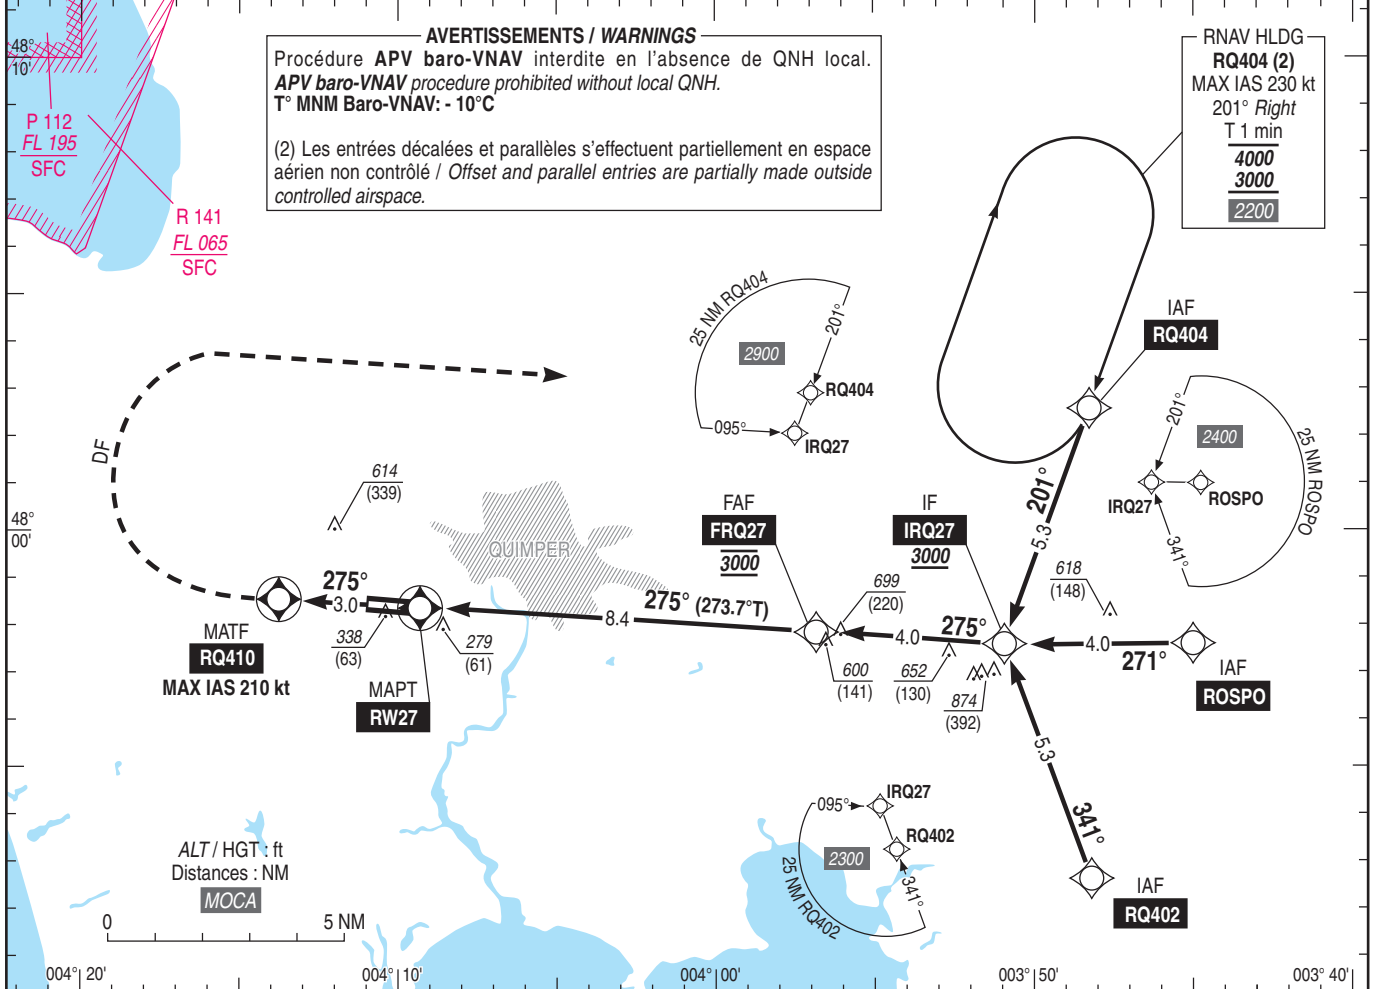 AVERTISSEMENTS / WARNINGS
Procédure APV baro-VNAV interdite en l'absence de QNH local.
APV baro-VNAV procedure prohibited without local QNH.
T° MNM Baro-VNAV: - 10°C
(2) Les entrées décalées et parallèles s'effectuent partiellement en espace
aérien non contrôlé / Offset and parallel entries are partially made outside
controlled airspace.
RNAV HLDG
RQ404 (2)
MAX IAS 230 kt
201° Right
T 1 min
4000
3000
2200
48°
10'
P 112
FL 195
SFC
R 141
FL 065
SFC
IAF
RQ404
25 NM RQ404
201°
2900
RQ404
095°
IRQ27
201°
2400
25 NM ROSPO
IRQ27
ROSPO
341°
DF
614
(339)
48°
00'
QUIMPER
FAF
FRQ27
3000
IF
IRQ27
3000
201°
5.3
699
(220)
618
(148)
275°
3.0
275° (273.7°T)
8.4
275°
4.0
4.0
271°
MATF
RQ410
MAX IAS 210 kt
338
(63)
279
(61)
MAPT
RW27
600
(141)
652
(130)
874
(392)
IAF
ROSPO
5.3
341°
IAF
RQ402
095°
IRQ27
RQ402
2300
341°
25 NM RQ402
ALT / HGT : ft
Distances : NM
MOCA
0
5 NM
004° 20'
004° 10'
004° 00'
003° 50'
003° 40'